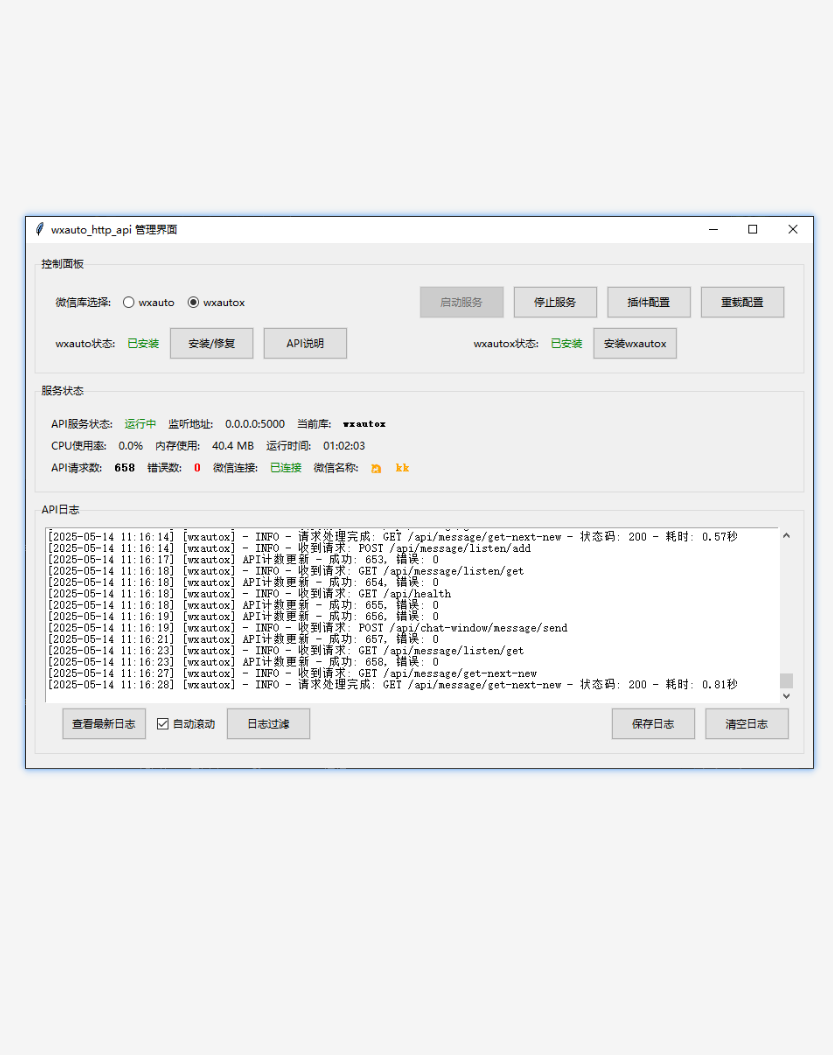 wxauto_http_api 管理界面
控制面板
微信库选择: wxauto wxautox 启动服务 停止服务 插件配置 重载配置
wxauto状态: 已安装 安装/修复 API说明 wxautox状态: 已安装 安装wxautox
服务状态
API服务状态: 运行中 监听地址: 0.0.0.0:5000 当前库: wxautox
CPU使用率: 0.0% 内存使用: 40.4 MB 运行时间: 01:02:03
API请求数: 658 错误数: 0 微信连接: 已连接 微信名称: kk
API日志
[2025-05-14 11:16:14] [wxautox] - INFO - 请求处理完成: GET /api/message/get-next-new - 状态码: 200 - 耗时: 0.57秒
[2025-05-14 11:16:14] [wxautox] - INFO - 收到请求: POST /api/message/listen/add
[2025-05-14 11:16:17] [wxautox] API计数更新 - 成功: 653, 错误: 0
[2025-05-14 11:16:18] [wxautox] - INFO - 收到请求: GET /api/message/listen/get
[2025-05-14 11:16:18] [wxautox] API计数更新 - 成功: 654, 错误: 0
[2025-05-14 11:16:18] [wxautox] - INFO - 收到请求: GET /api/health
[2025-05-14 11:16:18] [wxautox] API计数更新 - 成功: 655, 错误: 0
[2025-05-14 11:16:19] [wxautox] API计数更新 - 成功: 656, 错误: 0
[2025-05-14 11:16:19] [wxautox] - INFO - 收到请求: POST /api/chat-window/message/send
[2025-05-14 11:16:21] [wxautox] API计数更新 - 成功: 657, 错误: 0
[2025-05-14 11:16:23] [wxautox] - INFO - 收到请求: GET /api/message/listen/get
[2025-05-14 11:16:23] [wxautox] API计数更新 - 成功: 658, 错误: 0
[2025-05-14 11:16:27] [wxautox] - INFO - 收到请求: GET /api/message/get-next-new
[2025-05-14 11:16:28] [wxautox] - INFO - 请求处理完成: GET /api/message/get-next-new - 状态码: 200 - 耗时: 0.81秒
查看最新日志 自动滚动 日志过滤 保存日志 清空日志